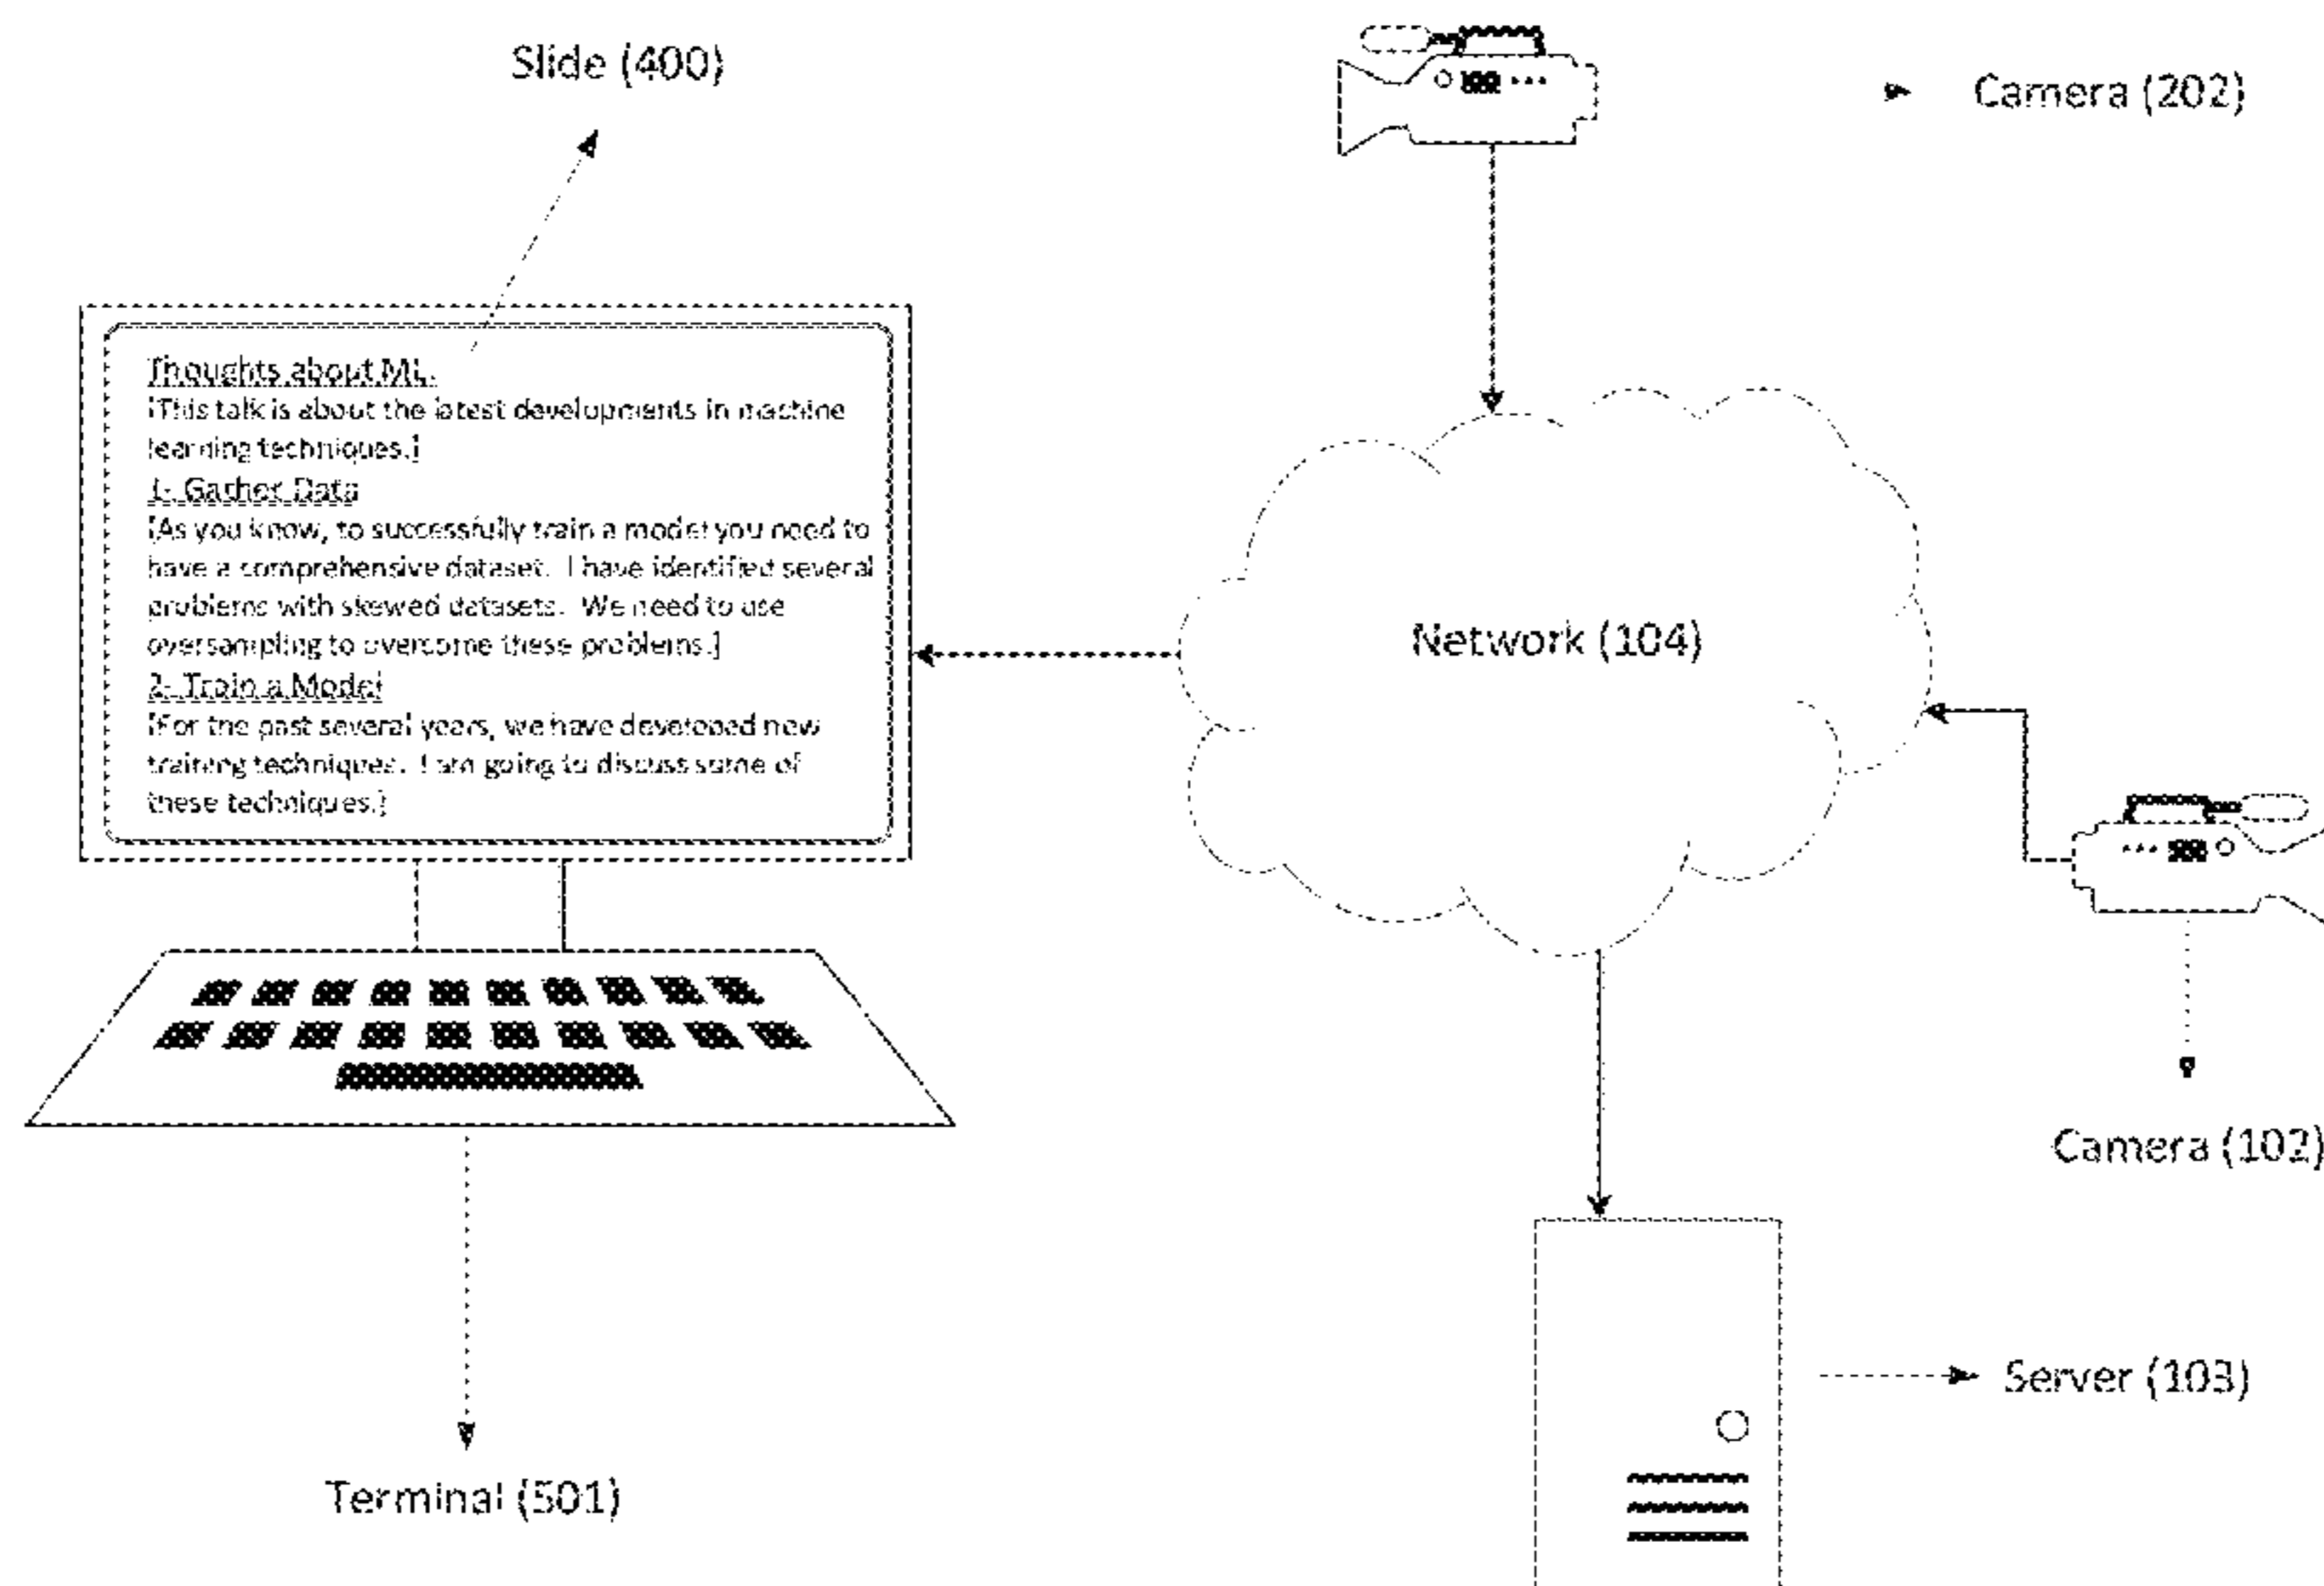 Slide (400)
Camera (202)
Thoughts about ML
[This talk is about the latest developments in machine
learning techniques.]
1- Gather Data
[As you know, to successfully train a model you need to
have a comprehensive dataset. I have identified several
problems with skewed datasets. We need to use
oversampling to overcome these problems.]
2- Train a Model
[For the past several years, we have developed new
training techniques. I am going to discuss some of
these techniques.]
Network (104)
Camera (102)
Server (103)
Terminal (501)